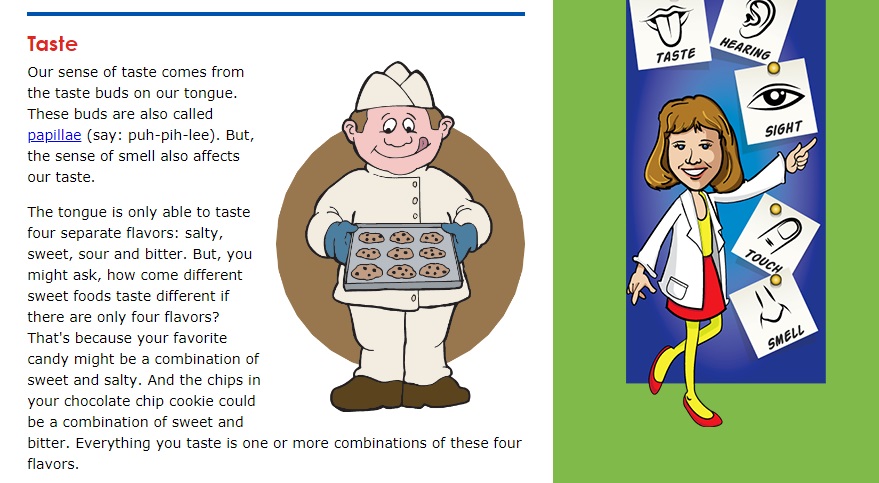 Taste
Our sense of taste comes from
the taste buds on our tongue.
These buds are also called
papillae (say: puh-pih-lee). But,
the sense of smell also affects
our taste.
The tongue is only able to taste
four separate flavors: salty,
sweet, sour and bitter. But, you
might ask, how come different
sweet foods taste different if
there are only four flavors?
That's because your favorite
candy might be a combination of
sweet and salty. And the chips in
your chocolate chip cookie could
be a combination of sweet and
bitter. Everything you taste is one or more combinations of these four
flavors.
TASTE
HEARING
SIGHT
TOUCH
SMELL